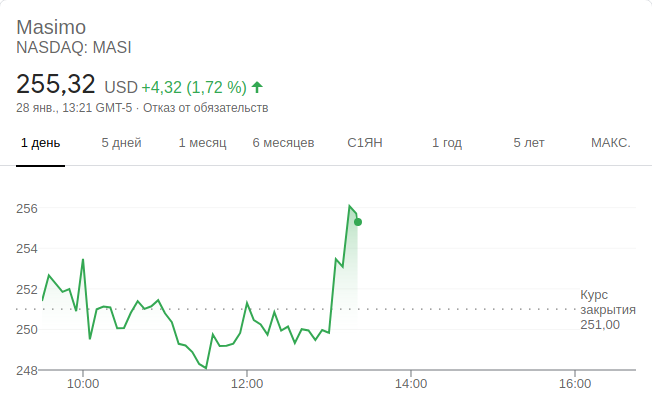 Masimo
NASDAQ: MASI
255,32 USD +4,32 (1,72 %)
28 янв., 13:21 GMT-5 · Отказ от обязательств
1 день 5 дней 1 месяц 6 месяцев С1ЯН 1 год 5 лет МАКС.
256
254
252
250
248
Курс
закрытия
251,00
10:00 12:00 14:00 16:00